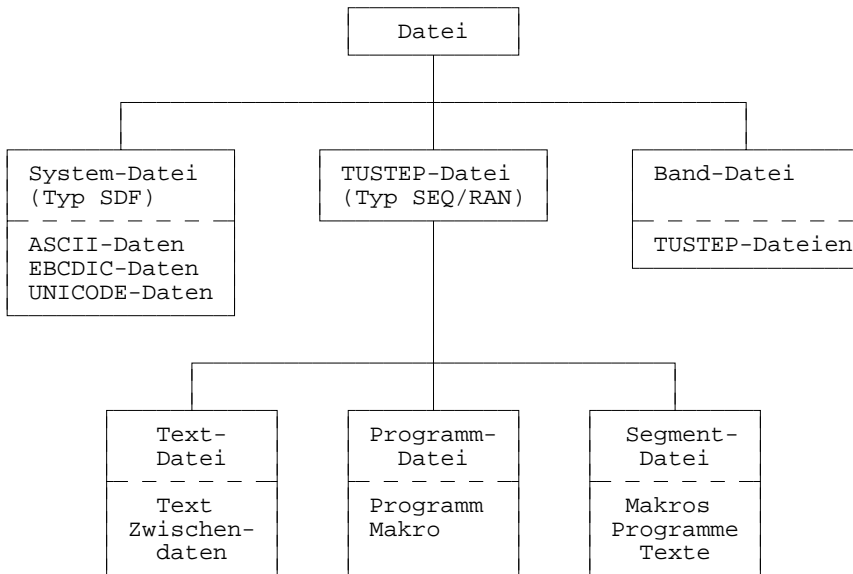 Datei
System-Datei
(Typ SDF)
ASCII-Daten
EBCDIC-Daten
UNICODE-Daten
TUSTEP-Datei
(Typ SEQ/RAN)
Band-Datei
TUSTEP-Dateien
Text-
Datei
Text
Zwischen-
daten
Programm-
Datei
Programm
Makro
Segment-
Datei
Makros
Programme
Texte